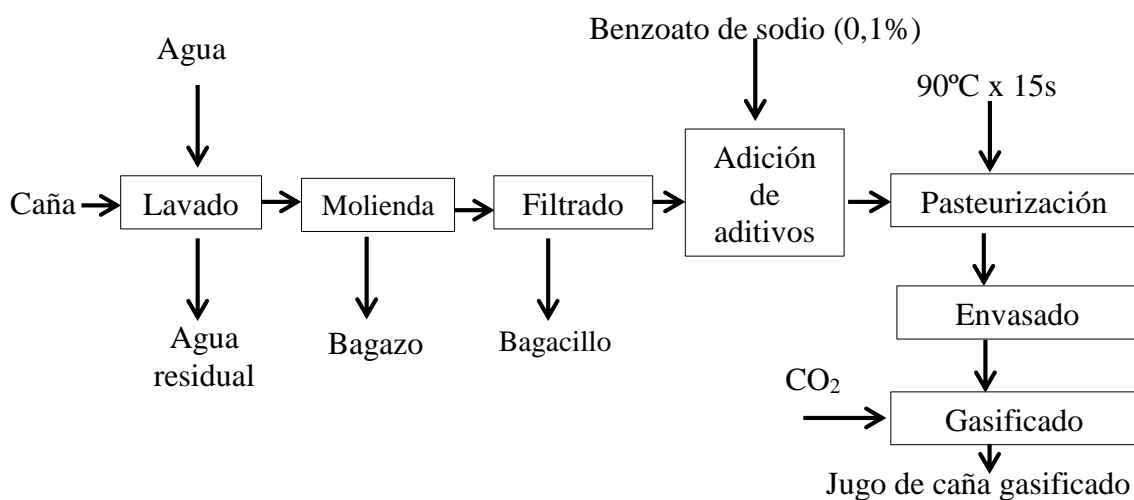 Benzoato de sodio (0,1%)
Agua
90ºC x 15s
Caña
Lavado
Molienda
Filtrado
Adición
de
aditivos
Pasteurización
Agua
residual
Bagazo
Bagacillo
Envasado
CO₂
Gasificado
Jugo de caña gasificado